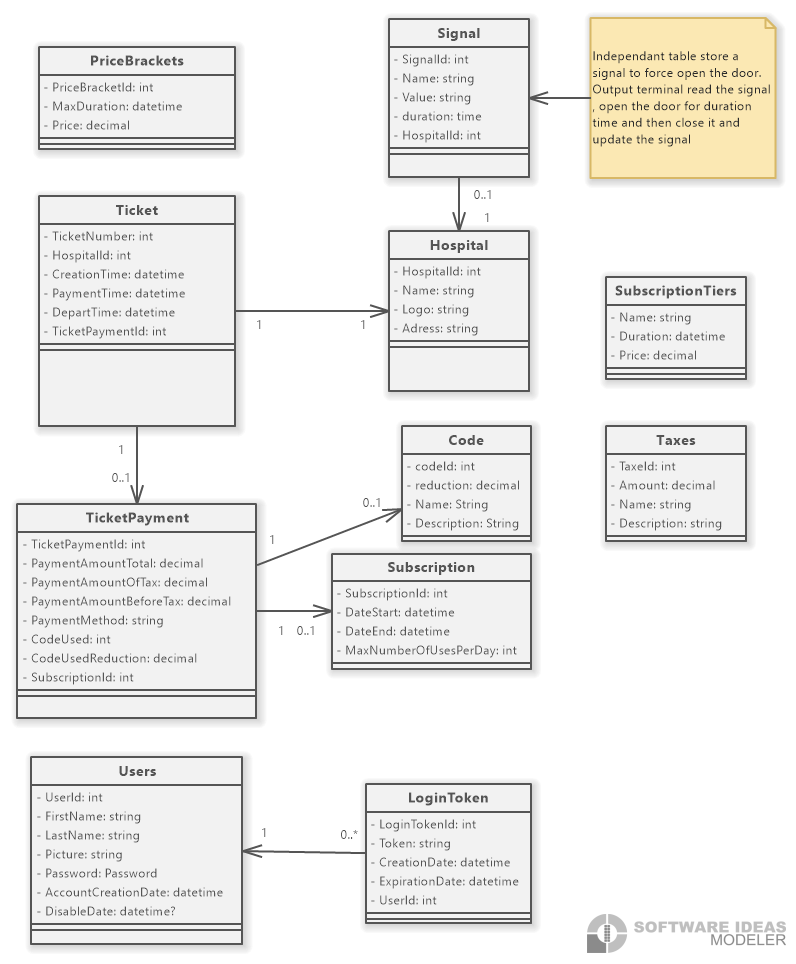 PriceBrackets
- PriceBracketId: int
- MaxDuration: datetime
- Price: decimal
Signal
- SignalId: int
- Name: string
- Value: string
- duration: time
- HospitalId: int
Independant table store a
signal to force open the door.
Output terminal read the signal
, open the door for duration
time and then close it and
update the signal
0..1
1
Ticket
- TicketNumber: int
- HospitalId: int
- CreationTime: datetime
- PaymentTime: datetime
- DepartTime: datetime
- TicketPaymentId: int
1
1
Hospital
- HospitalId: int
- Name: string
- Logo: string
- Adress: string
SubscriptionTiers
- Name: string
- Duration: datetime
- Price: decimal
1
0..1
Code
- codeId: int
- reduction: decimal
- Name: String
- Description: String
Taxes
- TaxeId: int
- Amount: decimal
- Name: string
- Description: string
TicketPayment
- TicketPaymentId: int
- PaymentAmountTotal: decimal
- PaymentAmountOfTax: decimal
- PaymentAmountBeforeTax: decimal
- PaymentMethod: string
- CodeUsed: int
- CodeUsedReduction: decimal
- SubscriptionId: int
1
0..1
1
0..1
Subscription
- SubscriptionId: int
- DateStart: datetime
- DateEnd: datetime
- MaxNumberOfUsesPerDay: int
Users
- UserId: int
- FirstName: string
- LastName: string
- Picture: string
- Password: Password
- AccountCreationDate: datetime
- DisableDate: datetime?
1
0..*
LoginToken
- LoginTokenId: int
- Token: string
- CreationDate: datetime
- ExpirationDate: datetime
- UserId: int
SOFTWARE IDEAS
MODELER